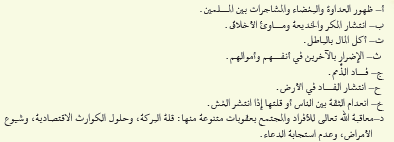 أ- ظهور العداوة والبغضاء والمشاجرات بين المسلمين.
ب- انتشار المكر والخديعة ومساوئ الأخلاق.
ت- أكل المال بالباطل.
ث- الإضرار بالآخرين في أنفسهم وأموالهم.
ج- فساد الذمم.
ح- انتشار الفساد في الأرض.
خ- انعدام الثقة بين الناس أو قلتها إذا انتشر الغش.
د- معاقبة الله تعالى للأفراد والمجتمع بعقوبات متنوعة منها: قلة البركة، وحلول الكوارث الاقتصادية، وشيوع
الأمراض، وعدم استجابة الدعاء.